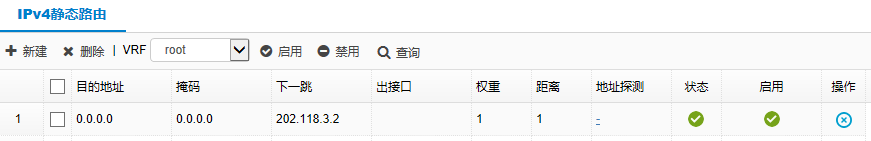 IPv4静态路由
新建 删除 | VRF root 启用 禁用 查询
目的地址 掩码 下一跳 出接口 权重 距离 地址探测 状态 启用 操作
1 0.0.0.0 0.0.0.0 202.118.3.2 1 1 -